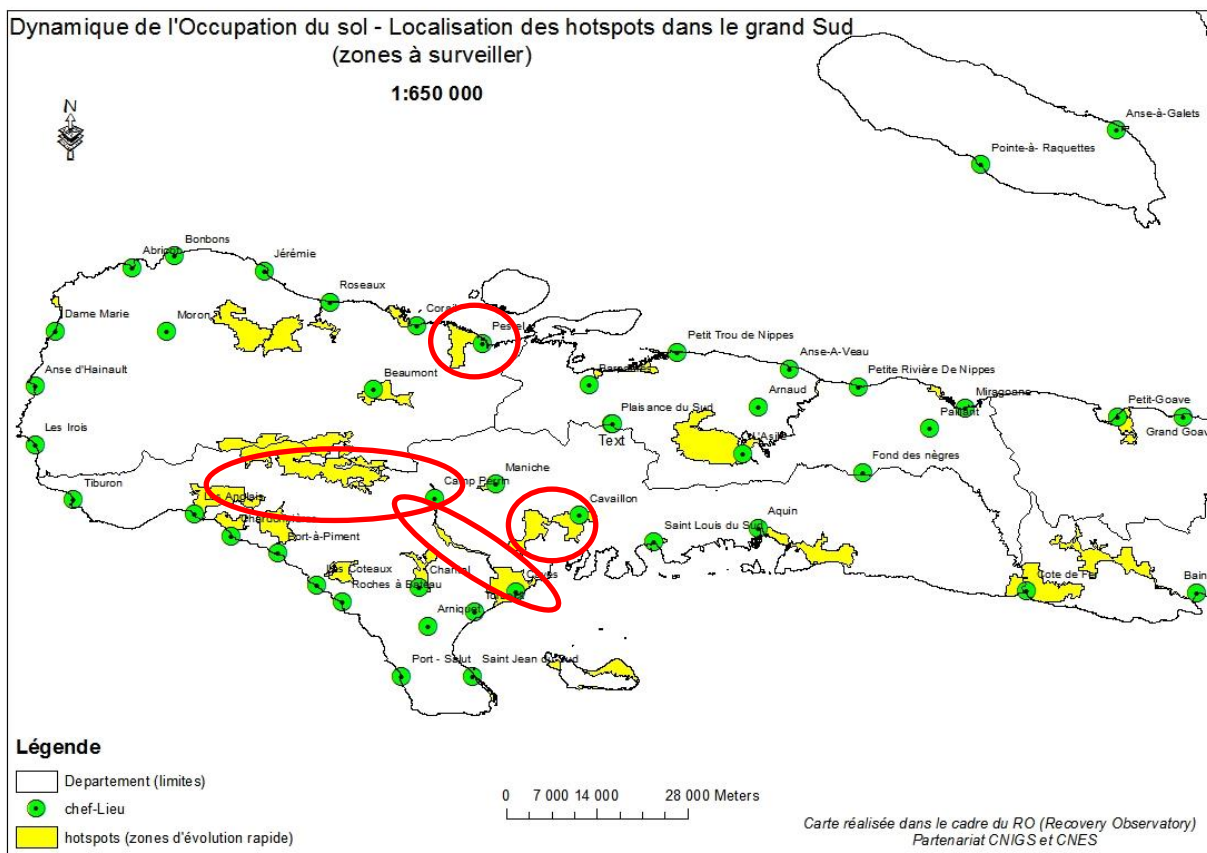 Dynamique de l'Occupation du sol - Localisation des hotspots dans le grand Sud
(zones à surveiller)
1:650 000
N
Anse-à-Galets
Pointe-à- Raquettes
Bonbons
Abricot
Jérémie
Roseaux
Dame Marie
Moron
Corail
Pestel
Petit Trou de Nippes
Anse-A-Veau
Anse d'Hainault
Beaumont
Petite Rivière De Nippes
Arnaud
Miragoane
Petit-Goave
Plaisance du Sud
Text
Grand Goav
Les Irois
L'Asile
Fond des nègres
Maniche
Camp Perrin
Tiburon
Les Anglais
Cavaillon
Aquin
Saint Louis du Sud
Port-à-Piment
Les Coteaux
Chantal
Cayes
Cote de Fer
Bain
Roches à Bateau
Arniquet
Port - Salut
Saint Jean du Sud
Légende
Departement (limites)
chef-Lieu
hotspots (zones d'évolution rapide)
0 7 000 14 000 28 000 Meters
Carte réalisée dans le cadre du RO (Recovery Observatory)
Partenariat CNIGS et CNES